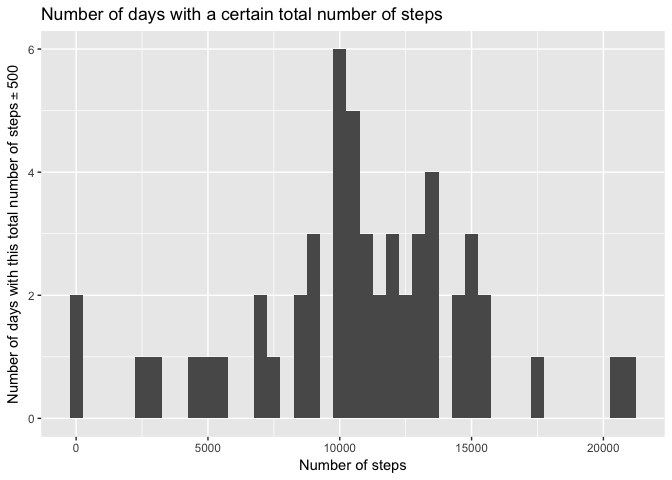 Number of days with a certain total number of steps
Number of days with this total number of steps ± 500
6
4
2
0
0 5000 10000 15000 20000
Number of steps